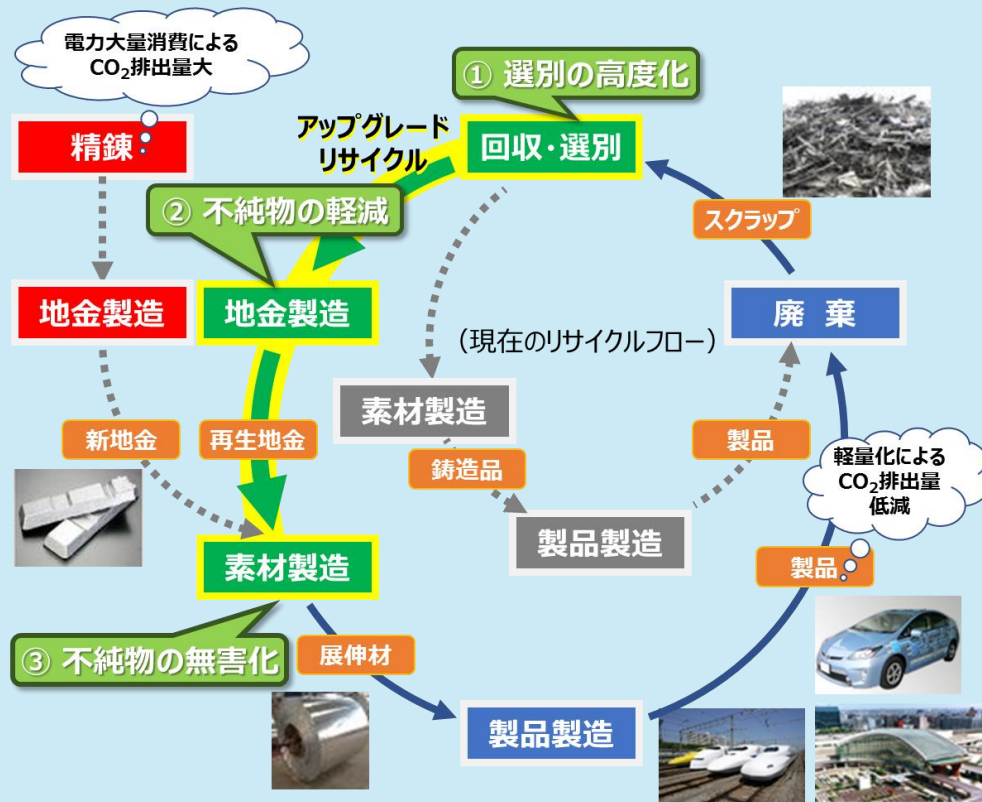 電力大量消費による
CO₂排出量大
① 選別の高度化
精錬
アップグレード
リサイクル
回収・選別
② 不純物の軽減
スクラップ
地金製造
地金製造
廃 棄
（現在のリサイクルフロー）
素材製造
新地金
再生地金
鋳造品
製品
軽量化による
CO₂排出量
低減
製品製造
素材製造
製品
③ 不純物の無害化
展伸材
製品製造